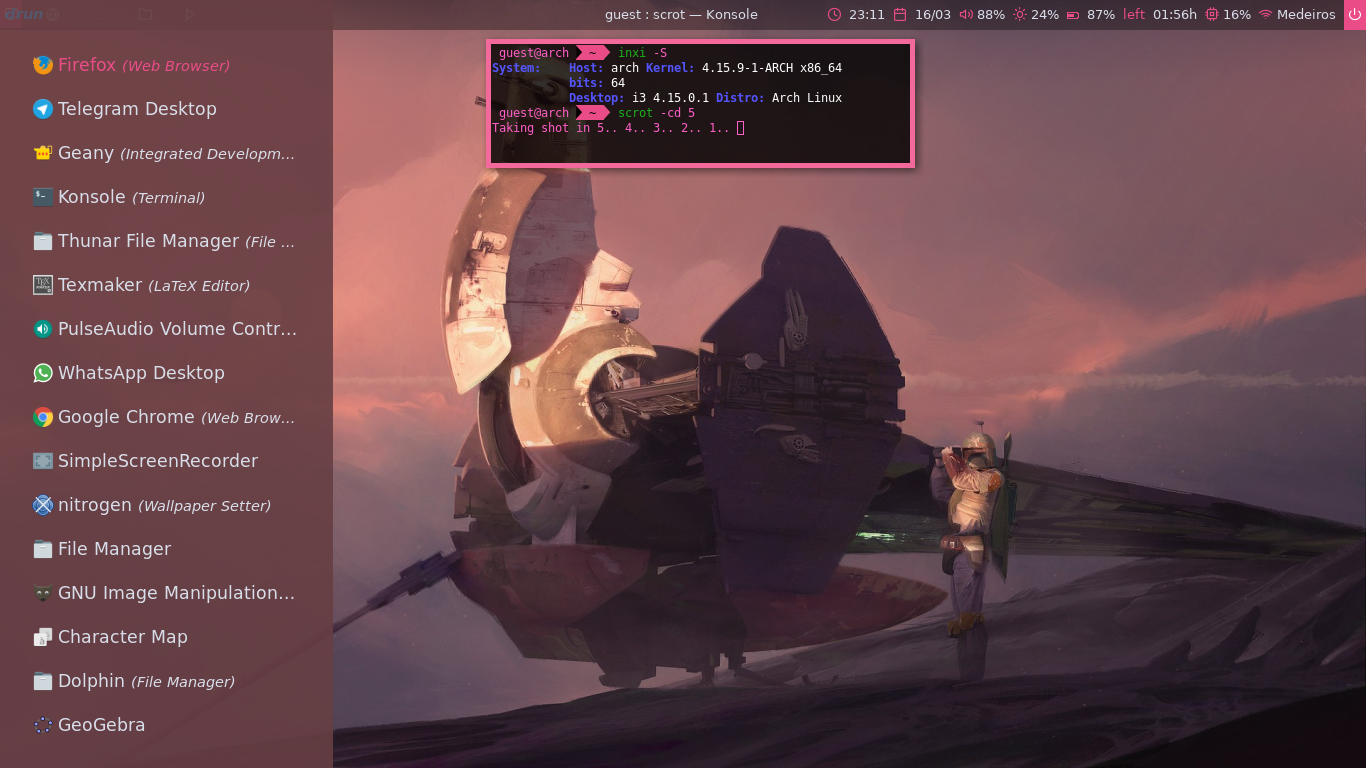 drun
guest : scrot — Konsole
23:11 16/03 88% 24% 87% left 01:56h 16% Medeiros
Firefox (Web Browser)
Telegram Desktop
Geany (Integrated Developm…
Konsole (Terminal)
Thunar File Manager (File …
Texmaker (LaTeX Editor)
PulseAudio Volume Contr…
WhatsApp Desktop
Google Chrome (Web Brow…
SimpleScreenRecorder
nitrogen (Wallpaper Setter)
File Manager
GNU Image Manipulation…
Character Map
Dolphin (File Manager)
GeoGebra
guest@arch ~ inxi -S
System: Host: arch Kernel: 4.15.9-1-ARCH x86_64
bits: 64
Desktop: i3 4.15.0.1 Distro: Arch Linux
guest@arch ~ scrot -cd 5
Taking shot in 5.. 4.. 3.. 2.. 1..